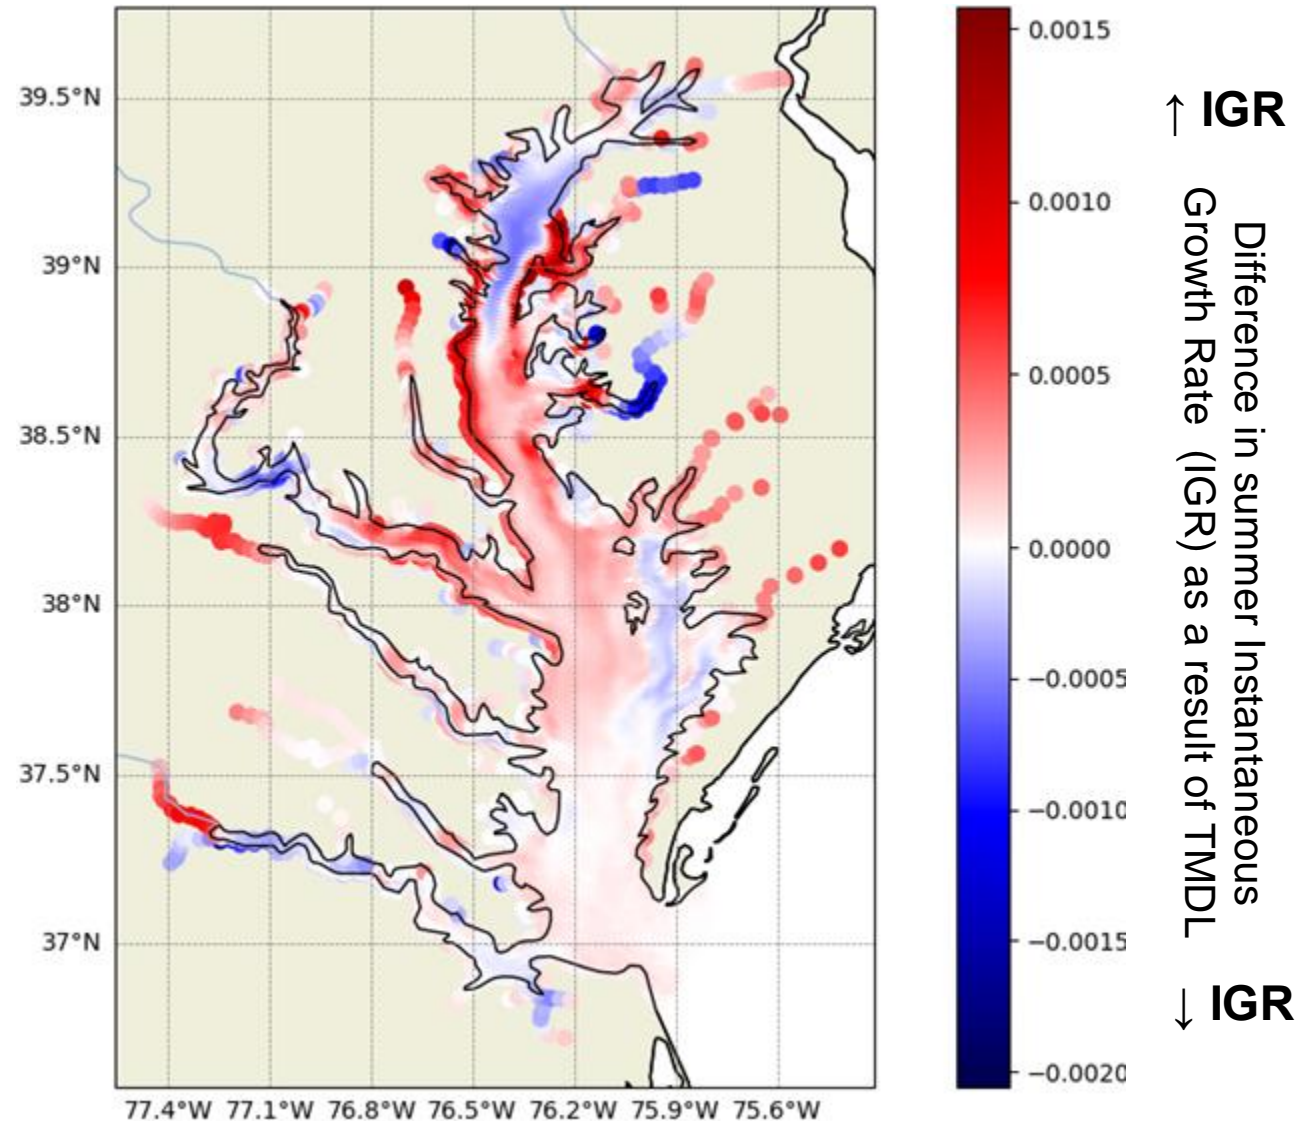 39.5°N
39°N
38.5°N
38°N
37.5°N
37°N
77.4°W 77.1°W 76.8°W 76.5°W 76.2°W 75.9°W 75.6°W
0.0015
0.0010
0.0005
0.0000
−0.0005
−0.0010
−0.0015
−0.0020
↑ IGR
Difference in summer Instantaneous
Growth Rate (IGR) as a result of TMDL
↓ IGR